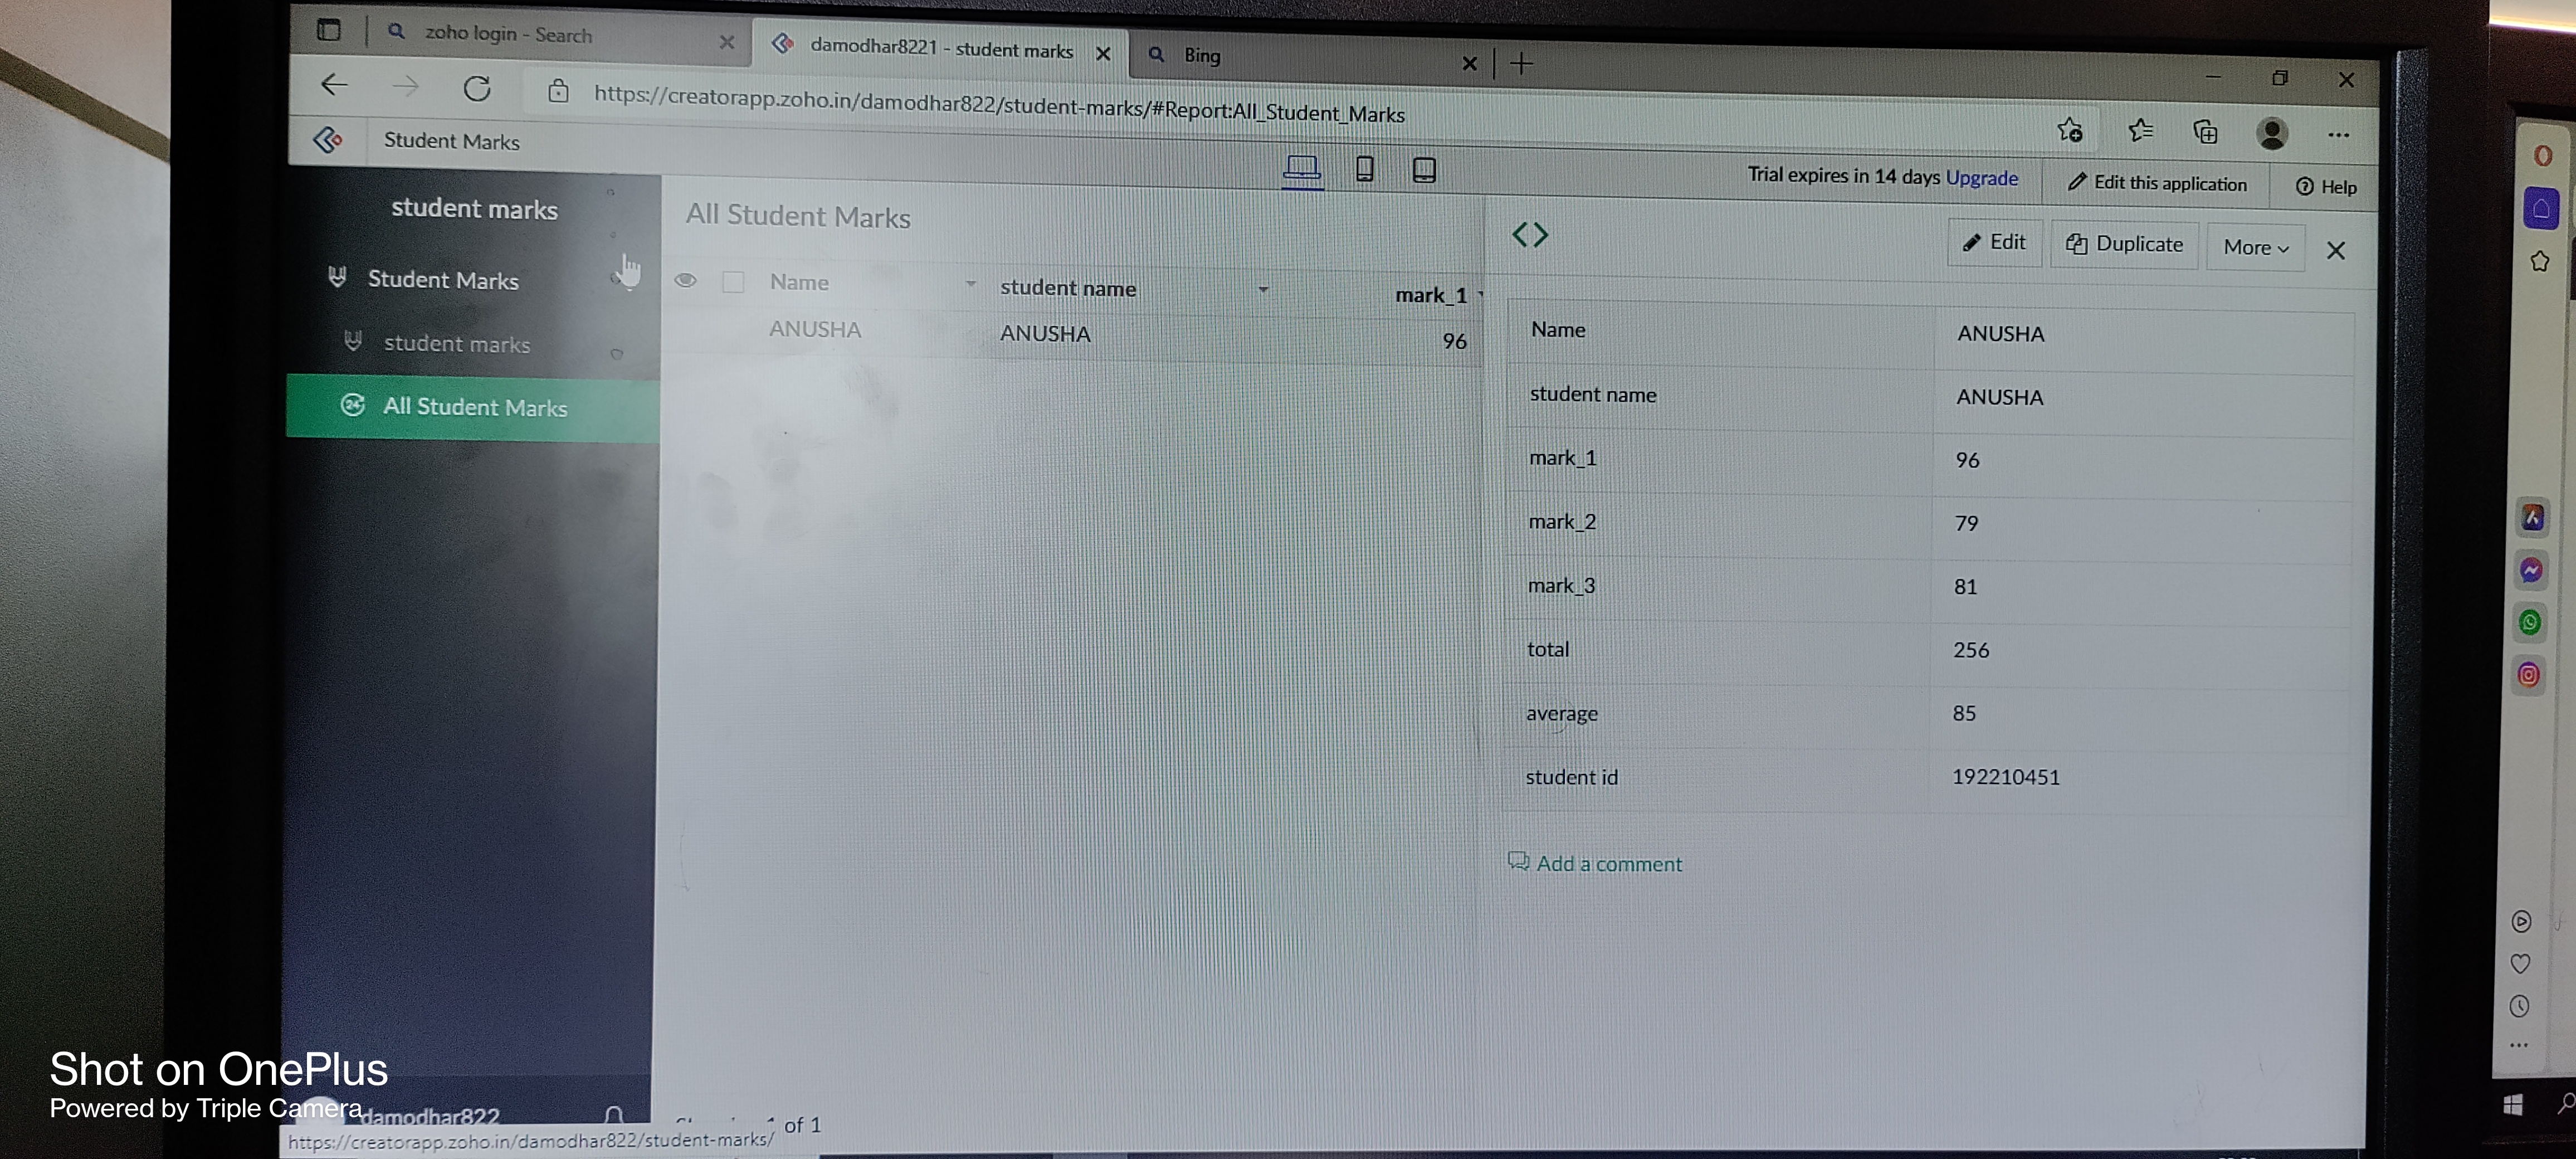 zoho login - Search
damodhar8221 - student marks
Bing
https://creatorapp.zoho.in/damodhar822/student-marks/#Report:All_Student_Marks
Student Marks
Trial expires in 14 days Upgrade
Edit this application
Help
student marks
Student Marks
student marks
24
All Student Marks
All Student Marks
Name student name mark_1
ANUSHA ANUSHA 96
Edit
Duplicate
More
Name ANUSHA
student name ANUSHA
mark_1 96
mark_2 79
mark_3 81
total 256
average 85
student id 192210451
Add a comment
damodhar822
of 1
https://creatorapp.zoho.in/damodhar822/student-marks/
Shot on OnePlus
Powered by Triple Camera